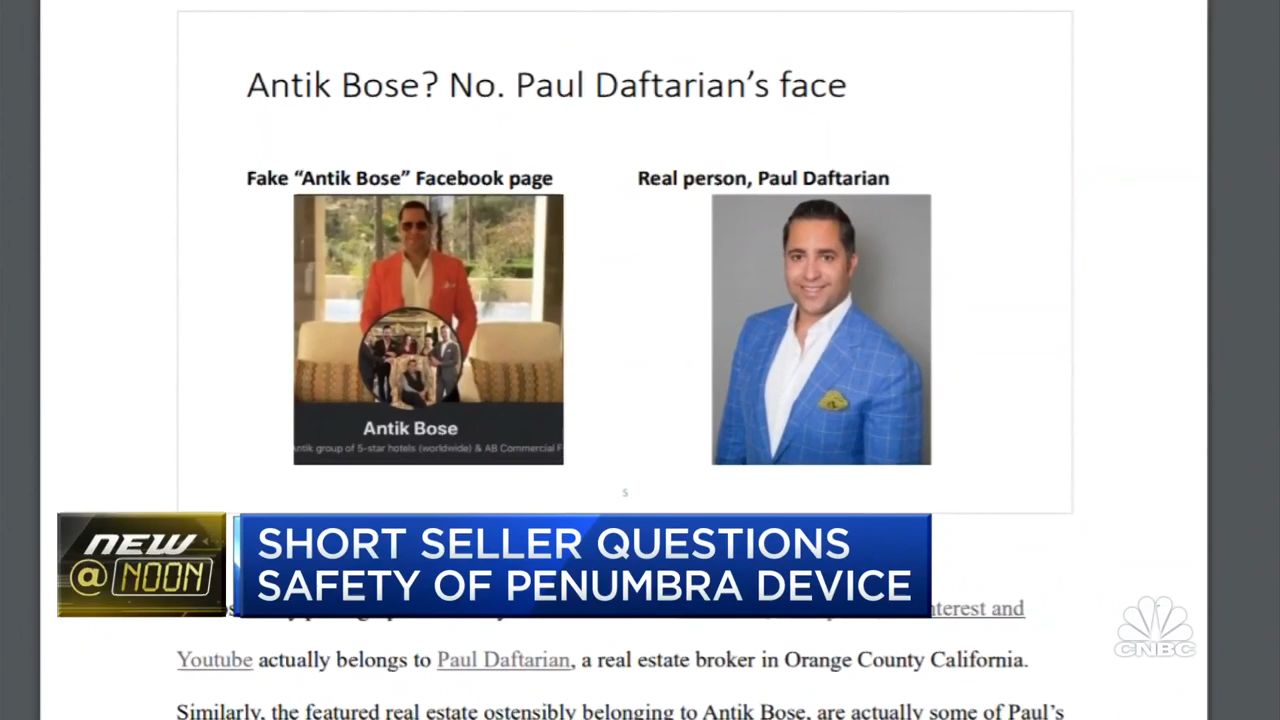 Antik Bose? No. Paul Daftarian's face
Fake “Antik Bose” Facebook page
Real person, Paul Daftarian
Antik Bose
ntik group of 5-star hotels (worldwide) & AB Commercial F
5
NEW
@ NOON
SHORT SELLER QUESTIONS
SAFETY OF PENUMBRA DEVICE
nterest and
Youtube actually belongs to Paul Daftarian, a real estate broker in Orange County California.
Similarly, the featured real estate ostensibly belonging to Antik Bose, are actually some of Paul's
CNBC